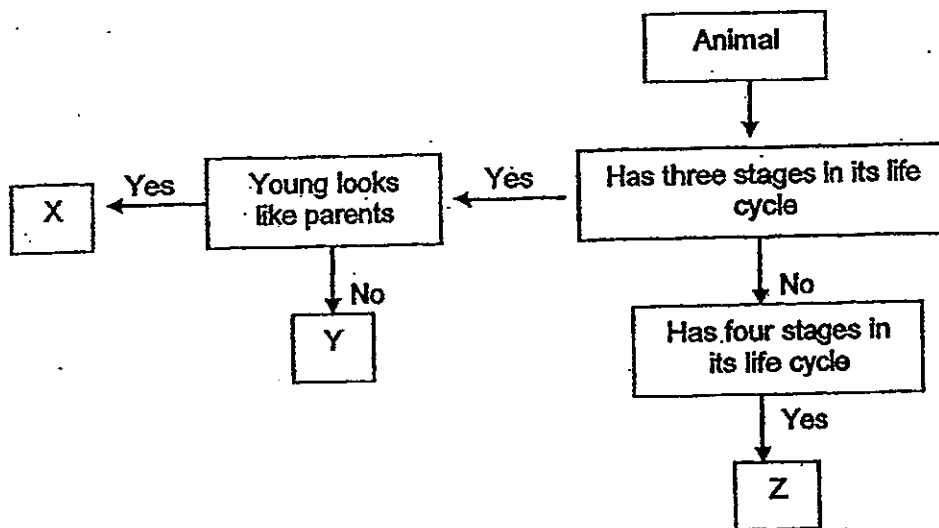 Animal
Has three stages in its life
cycle
Yes
Young looks
like parents
Yes
X
No
Y
No
Has four stages in
its life cycle
Yes
Z